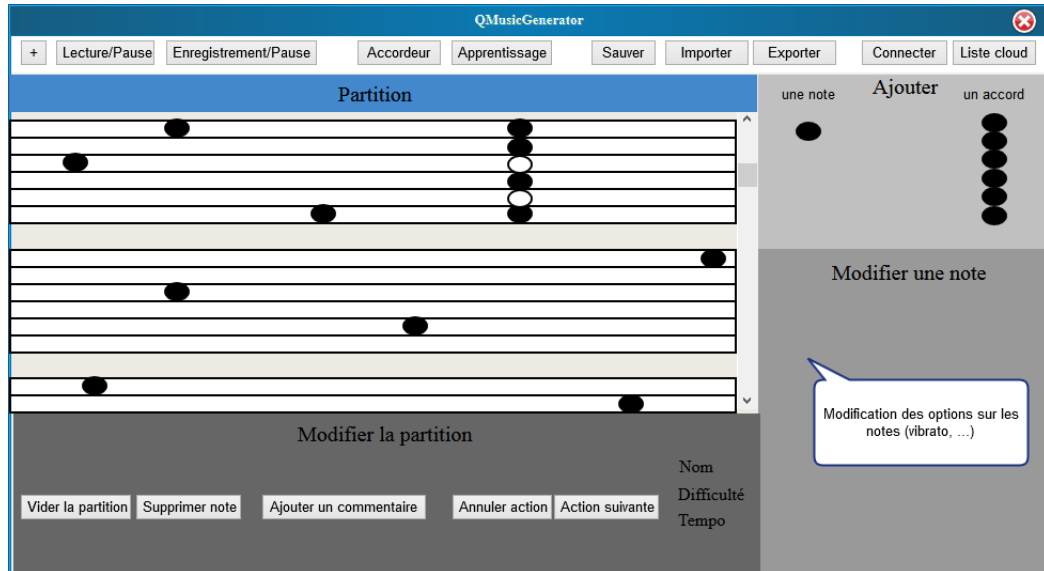 QMusicGenerator
+ Lecture/Pause Enregistrement/Pause Accordeur Apprentissage Sauver Importer Exporter Connecter Liste cloud
Partition
Ajouter
une note un accord
Modifier une note
Modification des options sur les
notes (vibrato, ...)
Modifier la partition
Vider la partition Supprimer note Ajouter un commentaire Annuler action Action suivante
Nom
Difficulté
Tempo